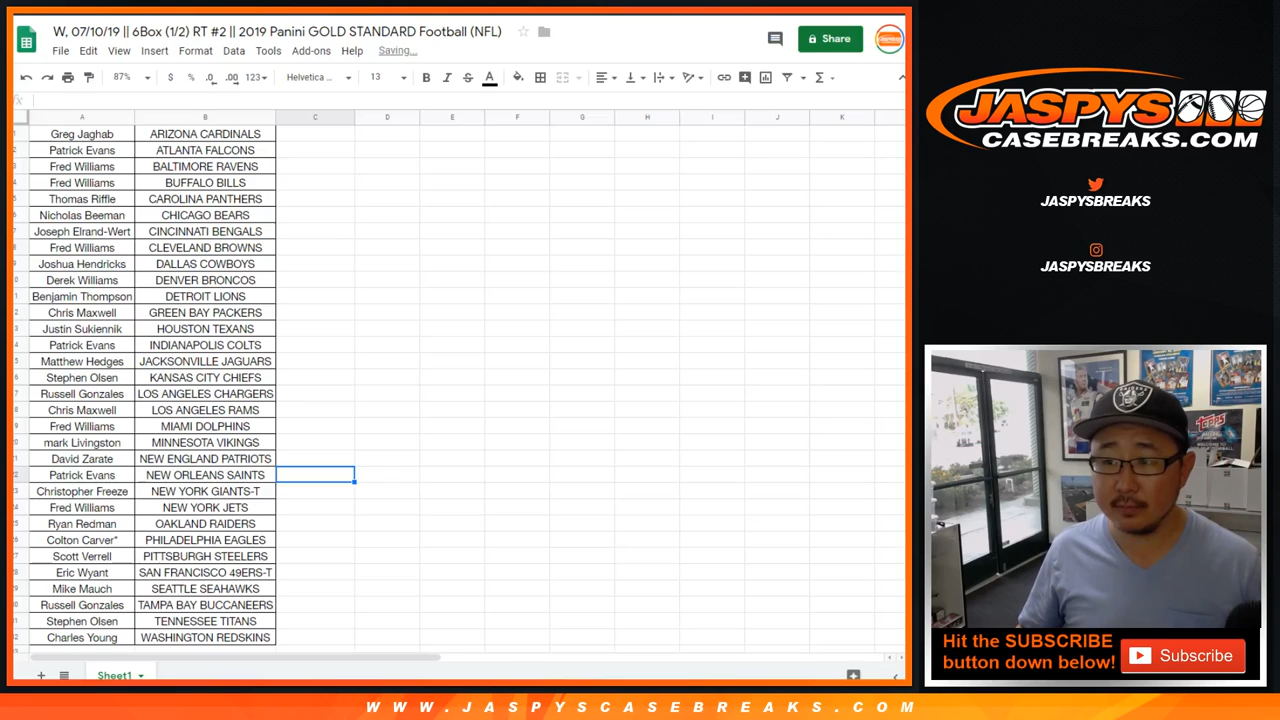 W, 07/10/19 || 6Box (1/2) RT #2 || 2019 Panini GOLD STANDARD Football (NFL)
File Edit View Insert Format Data Tools Add-ons Help Saving...
Share
87% $ % .0 .00 123 Helvetica ... 13 B I S A
fx
A B C D E F G H I J K
Greg Jaghab ARIZONA CARDINALS
Patrick Evans ATLANTA FALCONS
Fred Williams BALTIMORE RAVENS
Fred Williams BUFFALO BILLS
Thomas Riffle CAROLINA PANTHERS
Nicholas Beeman CHICAGO BEARS
Joseph Elrand-Wert CINCINNATI BENGALS
Fred Williams CLEVELAND BROWNS
Joshua Hendricks DALLAS COWBOYS
Derek Williams DENVER BRONCOS
Benjamin Thompson DETROIT LIONS
Chris Maxwell GREEN BAY PACKERS
Justin Sukiennik HOUSTON TEXANS
Patrick Evans INDIANAPOLIS COLTS
Matthew Hedges JACKSONVILLE JAGUARS
Stephen Olsen KANSAS CITY CHIEFS
Russell Gonzales LOS ANGELES CHARGERS
Chris Maxwell LOS ANGELES RAMS
Fred Williams MIAMI DOLPHINS
mark Livingston MINNESOTA VIKINGS
David Zarate NEW ENGLAND PATRIOTS
Patrick Evans NEW ORLEANS SAINTS
Christopher Freeze NEW YORK GIANTS-T
Fred Williams NEW YORK JETS
Ryan Redman OAKLAND RAIDERS
Colton Carver* PHILADELPHIA EAGLES
Scott Verrell PITTSBURGH STEELERS
Eric Wyant SAN FRANCISCO 49ERS-T
Mike Mauch SEATTLE SEAHAWKS
Russell Gonzales TAMPA BAY BUCCANEERS
Stephen Olsen TENNESSEE TITANS
Charles Young WASHINGTON REDSKINS
Sheet1
JASPYS
CASEBREAKS.COM
JASPYSBREAKS
JASPYSBREAKS
RAIDERS
TOPPS
WELCOME TO
Hit the SUBSCRIBE
button down below!
Subscribe
WWW.JASPYSCASEBREAKS.COM